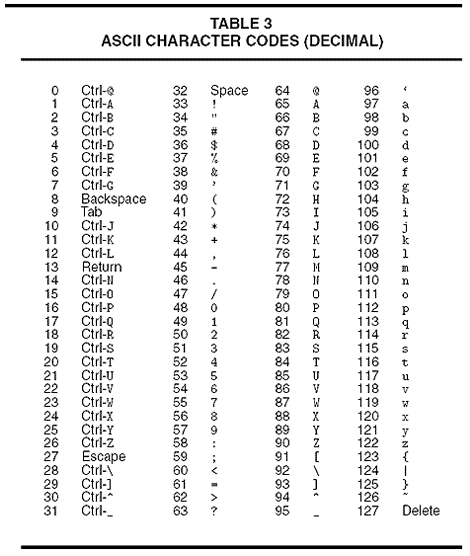 TABLE 3
ASCII CHARACTER CODES (DECIMAL)
0 Ctrl-@ 32 Space 64 @ 96 ‘
1 Ctrl-A 33 ! 65 A 97 a
2 Ctrl-B 34 " 66 B 98 b
3 Ctrl-C 35 # 67 C 99 c
4 Ctrl-D 36 $ 68 D 100 d
5 Ctrl-E 37 % 69 E 101 e
6 Ctrl-F 38 & 70 F 102 f
7 Ctrl-G 39 ’ 71 G 103 g
8 Backspace 40 ( 72 H 104 h
9 Tab 41 ) 73 I 105 i
10 Ctrl-J 42 * 74 J 106 j
11 Ctrl-K 43 + 75 K 107 k
12 Ctrl-L 44 , 76 L 108 l
13 Return 45 - 77 M 109 m
14 Ctrl-N 46 . 78 N 110 n
15 Ctrl-O 47 / 79 O 111 o
16 Ctrl-P 48 0 80 P 112 p
17 Ctrl-Q 49 1 81 Q 113 q
18 Ctrl-R 50 2 82 R 114 r
19 Ctrl-S 51 3 83 S 115 s
20 Ctrl-T 52 4 84 T 116 t
21 Ctrl-U 53 5 85 U 117 u
22 Ctrl-V 54 6 86 V 118 v
23 Ctrl-W 55 7 87 W 119 w
24 Ctrl-X 56 8 88 X 120 x
25 Ctrl-Y 57 9 89 Y 121 y
26 Ctrl-Z 58 : 90 Z 122 z
27 Escape 59 ; 91 [ 123 {
28 Ctrl-\ 60 < 92 \ 124 |
29 Ctrl-] 61 = 93 ] 125 }
30 Ctrl-^ 62 > 94 ^ 126 ~
31 Ctrl-_ 63 ? 95 _ 127 Delete